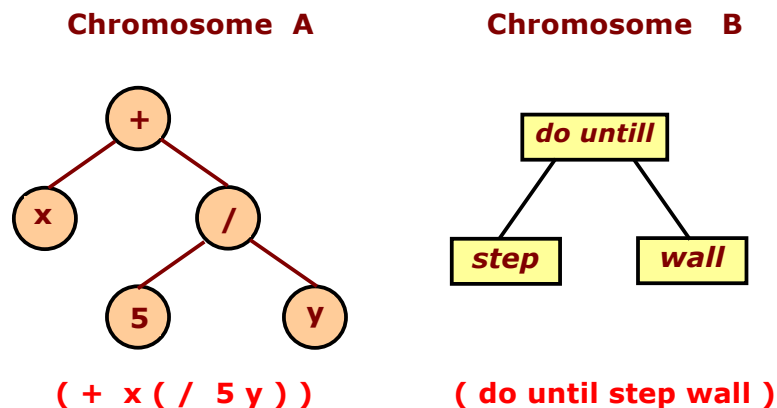 Chromosome A
Chromosome B
+
do untill
x
/
step
wall
5
y
( + x ( / 5 y ) )
( do until step wall )